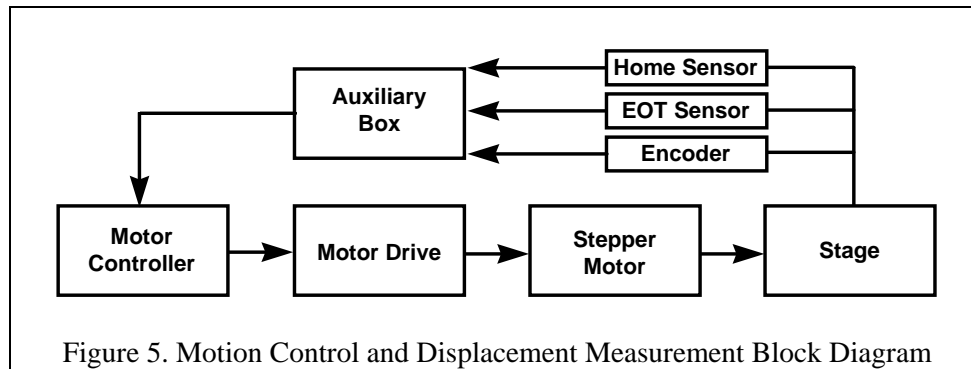 Home Sensor
Auxiliary
Box
EOT Sensor
Encoder
Motor
Controller
Motor Drive
Stepper
Motor
Stage
Figure 5. Motion Control and Displacement Measurement Block Diagram